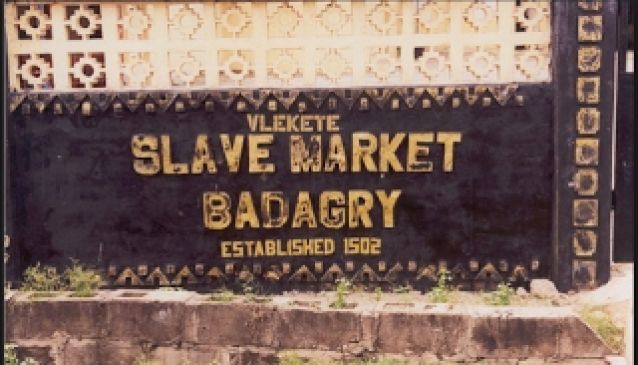 VLEKETE
SLAVE MARKET
BADAGRY
ESTABLISHED 1502